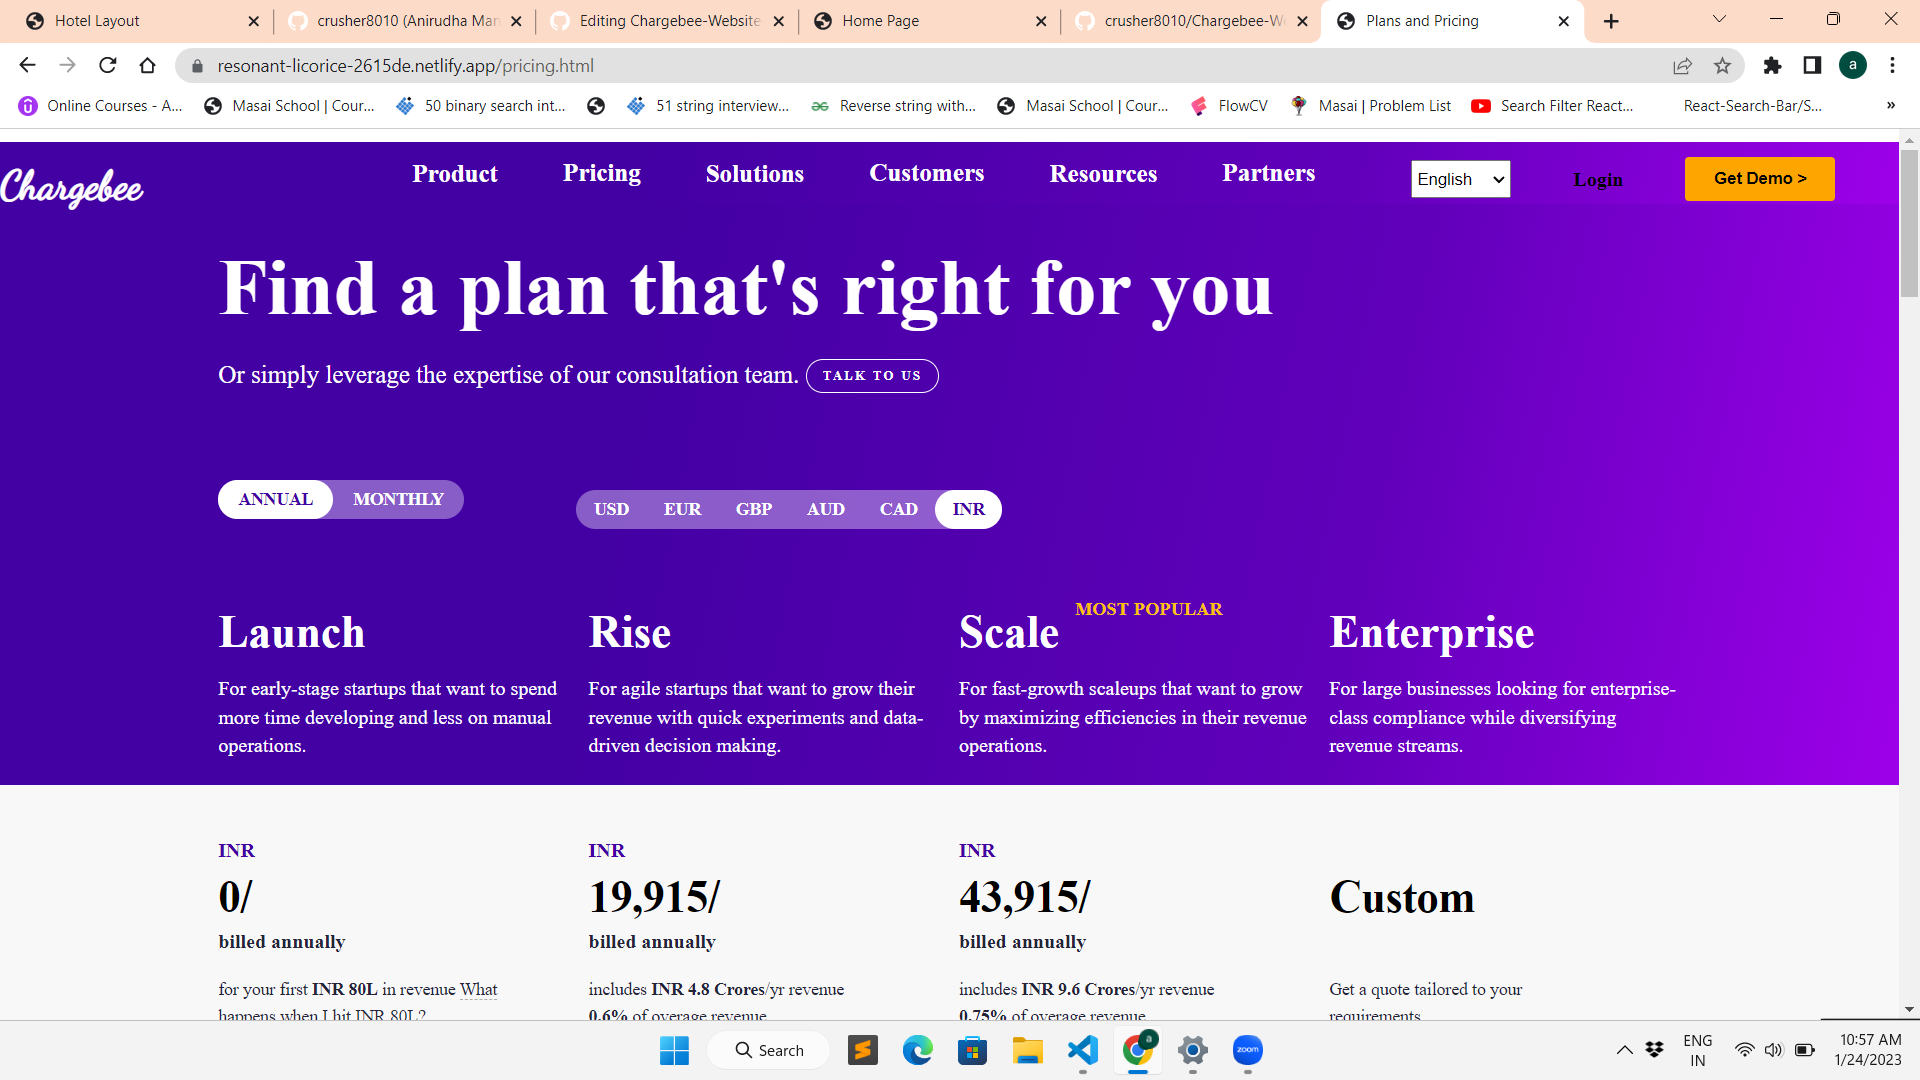 Hotel Layout
crusher8010 (Anirudha Man
Editing Chargebee-Website
Home Page
crusher8010/Chargebee-We
Plans and Pricing
resonant-licorice-2615de.netlify.app/pricing.html
a
Online Courses - A...
Masai School | Cour...
50 binary search int...
51 string interview...
Reverse string with...
Masai School | Cour...
FlowCV
Masai | Problem List
Search Filter React...
React-Search-Bar/S...
»
Chargebee
Product
Pricing
Solutions
Customers
Resources
Partners
English
Login
Get Demo >
Find a plan that's right for you
Or simply leverage the expertise of our consultation team. TALK TO US
ANNUAL MONTHLY
USD EUR GBP AUD CAD INR
Launch
For early-stage startups that want to spend
more time developing and less on manual
operations.
Rise
For agile startups that want to grow their
revenue with quick experiments and data-
driven decision making.
Scale
MOST POPULAR
For fast-growth scaleups that want to grow
by maximizing efficiencies in their revenue
operations.
Enterprise
For large businesses looking for enterprise-
class compliance while diversifying
revenue streams.
INR
0/
billed annually
for your first INR 80L in revenue What
happens when I hit INR 80L?
INR
19,915/
billed annually
includes INR 4.8 Crores/yr revenue
0.6% of overage revenue
INR
43,915/
billed annually
includes INR 9.6 Crores/yr revenue
0.75% of overage revenue
Custom
Get a quote tailored to your
requirements
Search
a
zoom
ENG
IN
10:57 AM
1/24/2023